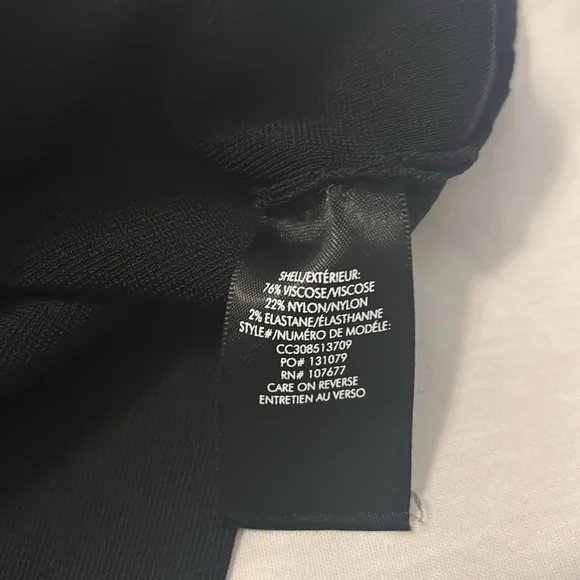 SHELL/EXTÉRIEUR:
76% VISCOSE/VISCOSE
22% NYLON/NYLON
2% ELASTANE/ÉLASTHANNE
STYLE#/NUMÉRO DE MODÈLE:
CC308513709
PO# 131079
RN# 107677
CARE ON REVERSE
ENTRETIEN AU VERSO